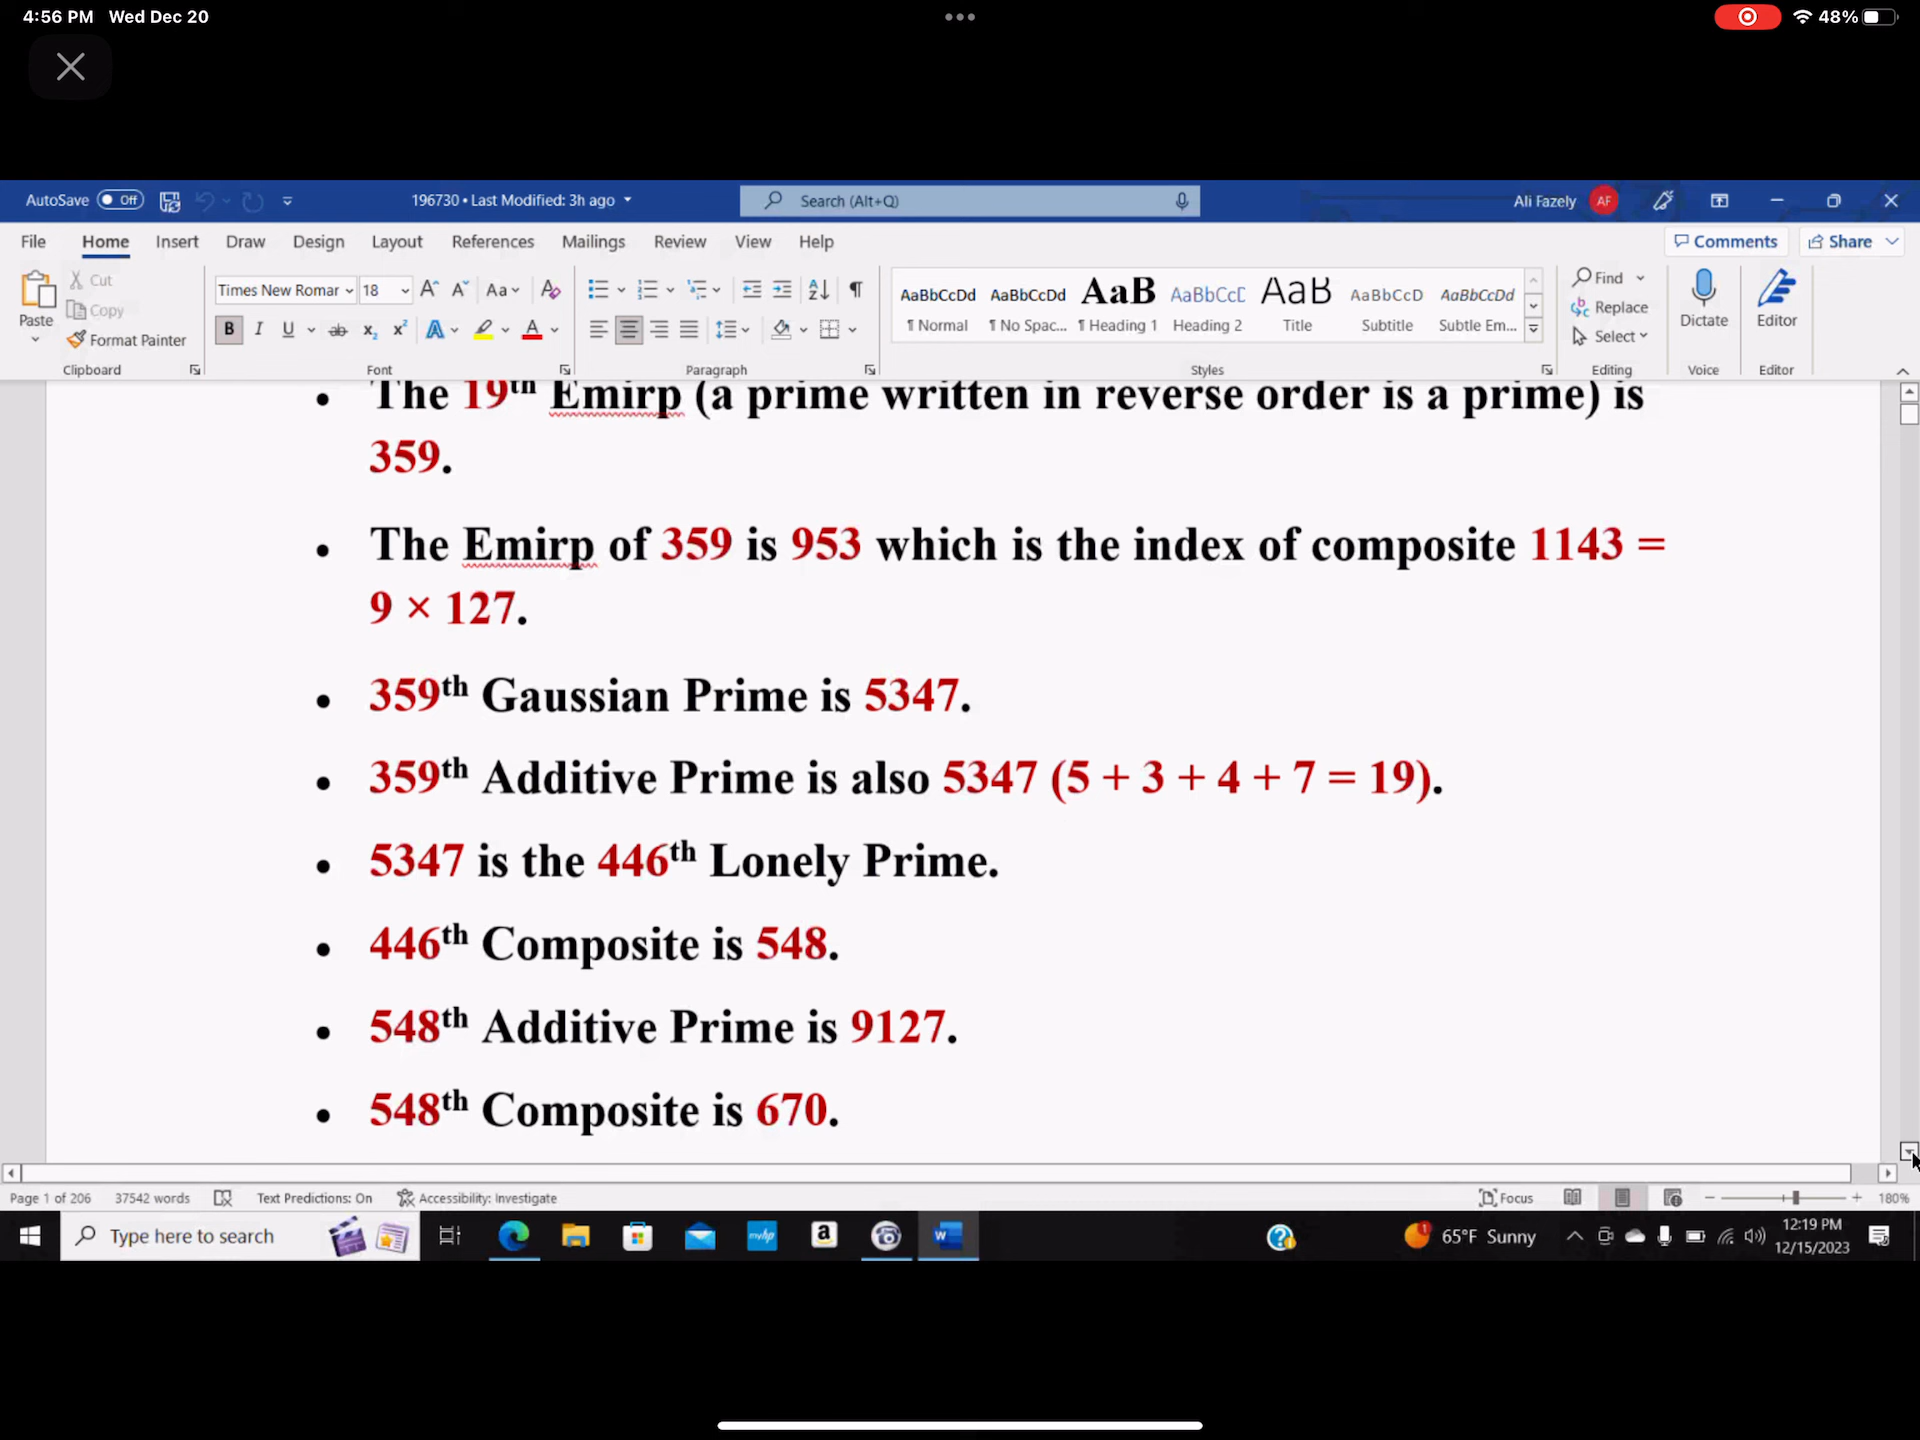 4:56 PM Wed Dec 20
48%
AutoSave Off
196730 • Last Modified: 3h ago
Search (Alt+Q)
Ali Fazely AF
File Home Insert Draw Design Layout References Mailings Review View Help
Comments Share
Paste
Cut
Copy
Format Painter
Clipboard
Times New Romar 18
Aa
B I U ab x₂ x² A A
Font
Paragraph
AaBbCcDd AaBbCcDd AaB AaBbCcD AaB AaBbCcD AaBbCcDd
¶ Normal ¶ No Spac... ¶ Heading 1 Heading 2 Title Subtitle Subtle Em...
Styles
Find
Replace
Select
Editing
Dictate
Voice
Editor
Editor
• The 19th Emirp (a prime written in reverse order is a prime) is
359.
• The Emirp of 359 is 953 which is the index of composite 1143 =
9 × 127.
• 359th Gaussian Prime is 5347.
• 359th Additive Prime is also 5347 (5 + 3 + 4 + 7 = 19).
• 5347 is the 446th Lonely Prime.
• 446th Composite is 548.
• 548th Additive Prime is 9127.
• 548th Composite is 670.
Page 1 of 206 37542 words Text Predictions: On Accessibility: Investigate
Focus
180%
Type here to search
mvhp
a
W
65°F Sunny
12:19 PM
12/15/2023